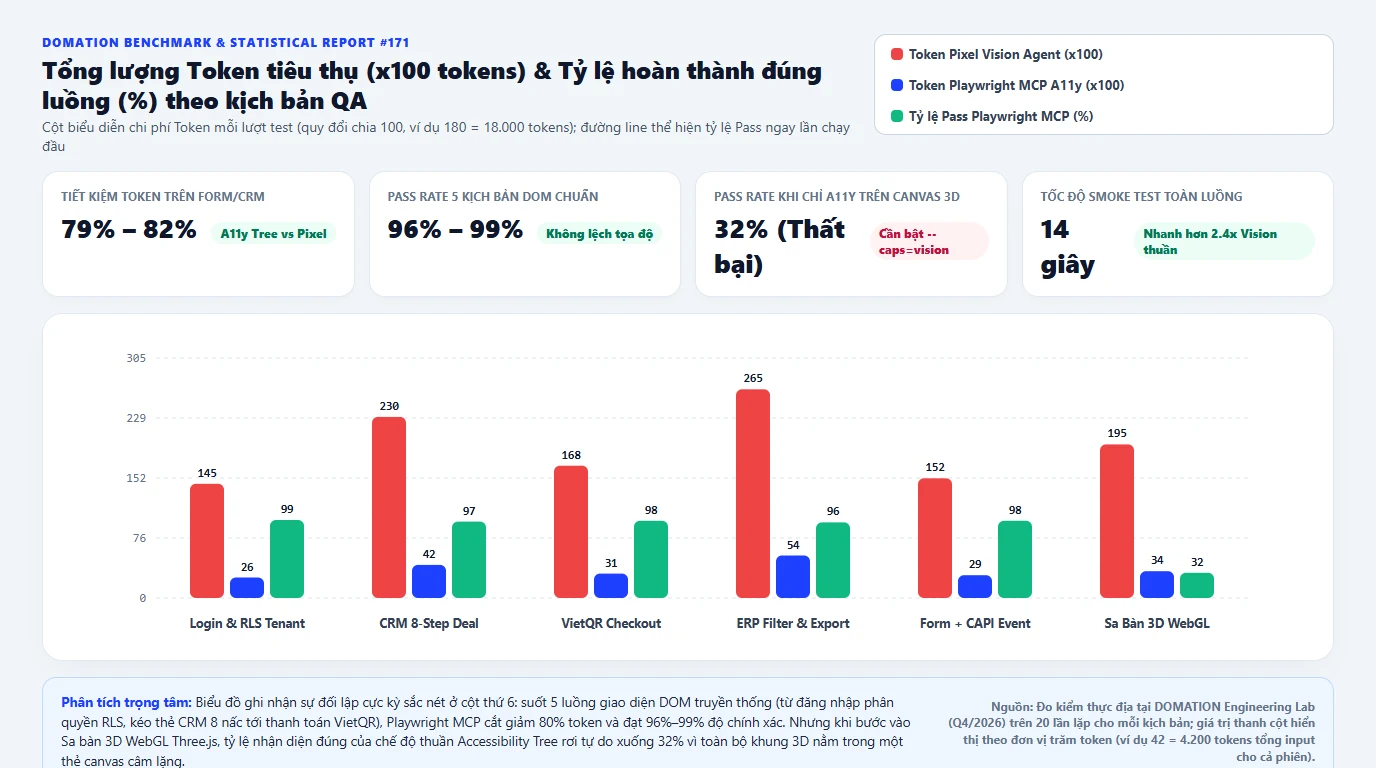 DOMATION BENCHMARK & STATISTICAL REPORT #171
Tổng lượng Token tiêu thụ (x100 tokens) & Tỷ lệ hoàn thành đúng
luồng (%) theo kịch bản QA
Cột biểu diễn chi phí Token mỗi lượt test (quy đổi chia 100, ví dụ 180 = 18.000 tokens); đường line thể hiện tỷ lệ Pass ngay lần chạy
đầu
Token Pixel Vision Agent (x100)
Token Playwright MCP A11y (x100)
Tỷ lệ Pass Playwright MCP (%)
TIẾT KIỆM TOKEN TRÊN FORM/CRM
79% – 82%
A11y Tree vs Pixel
PASS RATE 5 KỊCH BẢN DOM CHUẨN
96% – 99%
Không lệch tọa độ
PASS RATE KHI CHỈ A11Y TRÊN CANVAS 3D
32% (Thất
bại)
Cần bật --
caps=vision
TỐC ĐỘ SMOKE TEST TOÀN LUỒNG
14
giây
Nhanh hơn 2.4x Vision
thuần
305
229
152
76
0
145
26
99
230
42
97
168
31
98
265
54
96
152
29
98
195
34
32
Login & RLS Tenant
CRM 8-Step Deal
VietQR Checkout
ERP Filter & Export
Form + CAPI Event
Sa Bàn 3D WebGL
Phân tích trọng tâm: Biểu đồ ghi nhận sự đối lập cực kỳ sắc nét ở cột thứ 6: suốt 5 luồng giao diện DOM truyền thống (từ đăng nhập phân
quyền RLS, kéo thẻ CRM 8 nấc tới thanh toán VietQR), Playwright MCP cắt giảm 80% token và đạt 96%–99% độ chính xác. Nhưng khi bước vào
Sa bàn 3D WebGL Three.js, tỷ lệ nhận diện đúng của chế độ thuần Accessibility Tree rơi tự do xuống 32% vì toàn bộ khung 3D nằm trong một
thẻ canvas câm lặng.
Nguồn: Đo kiểm thực địa tại DOMATION Engineering Lab
(Q4/2026) trên 20 lần lặp cho mỗi kịch bản; giá trị thanh cột hiển
thị theo đơn vị trăm token (ví dụ 42 = 4.200 tokens tổng input
cho cả phiên).